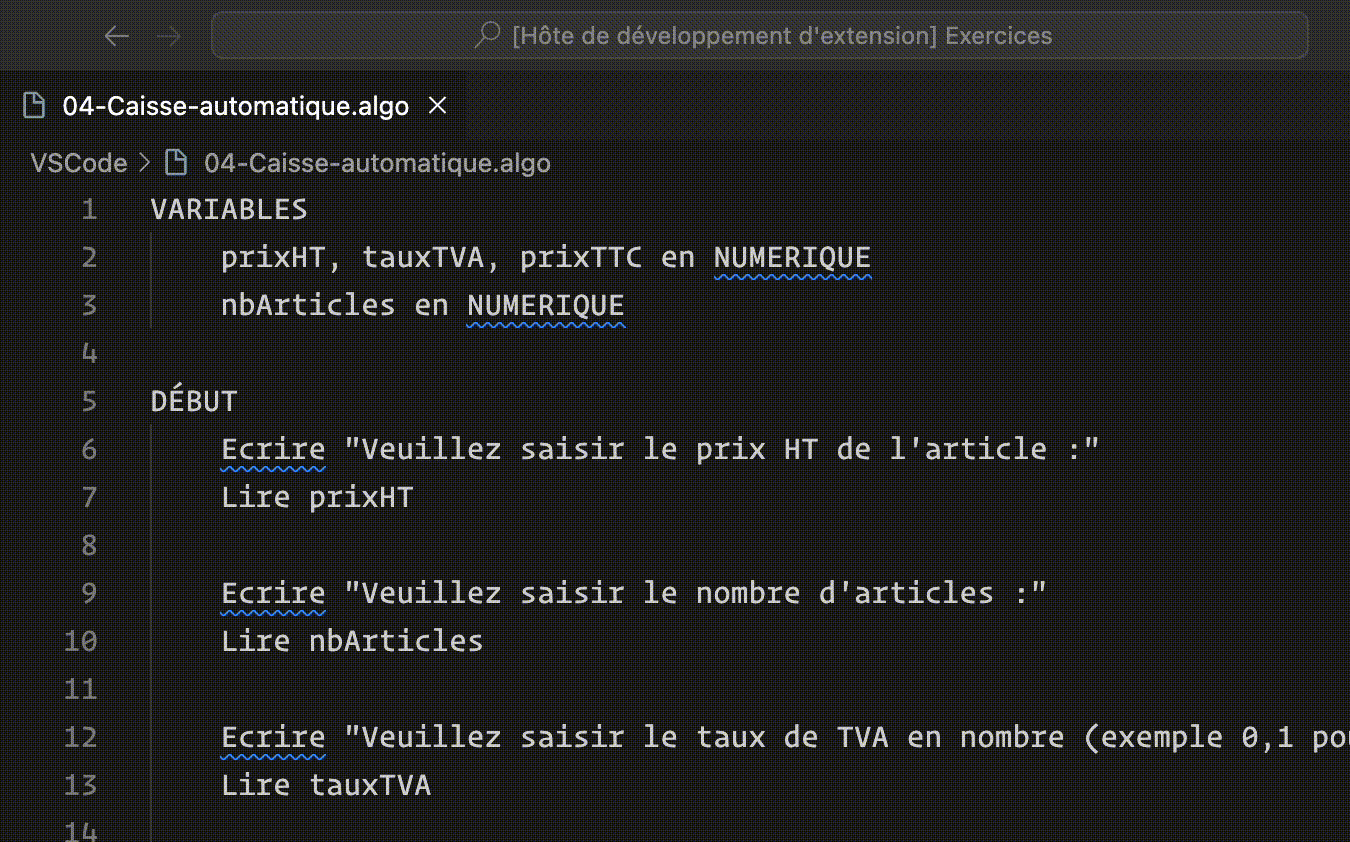 [Hôte de développement d'extension] Exercices
04-Caisse-automatique.algo
VSCode > 04-Caisse-automatique.algo
1 VARIABLES
2 prixHT, tauxTVA, prixTTC en NUMERIQUE
3 nbArticles en NUMERIQUE
4
5 DÉBUT
6 Ecrire "Veuillez saisir le prix HT de l'article :"
7 Lire prixHT
8
9 Ecrire "Veuillez saisir le nombre d'articles :"
10 Lire nbArticles
11
12 Ecrire "Veuillez saisir le taux de TVA en nombre (exemple 0,1
13 Lire tauxTVA
14